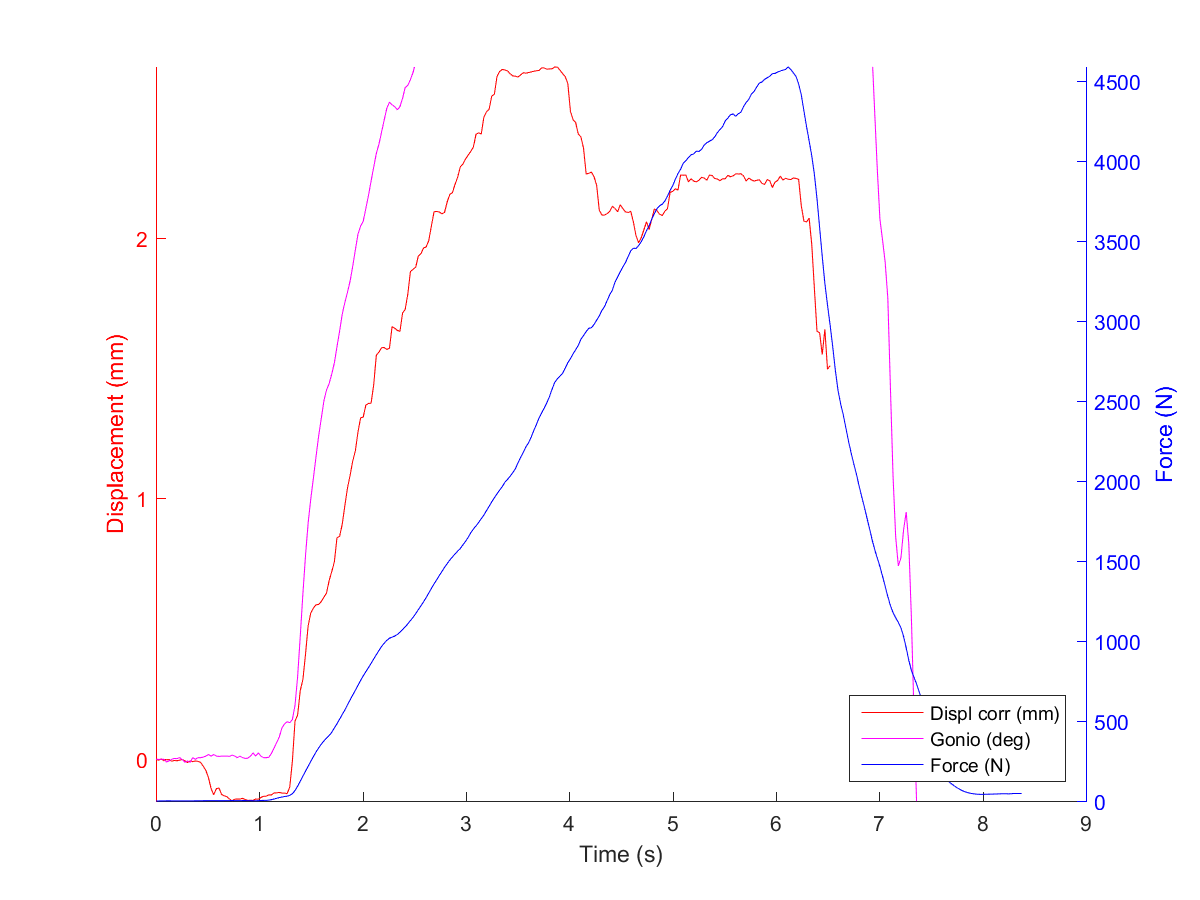 Displacement (mm)
2
1
0
4500
4000
3500
3000
2500
2000
1500
1000
500
0
Force (N)
Displ corr (mm)
Gonio (deg)
Force (N)
0 1 2 3 4 5 6 7 8 9
Time (s)